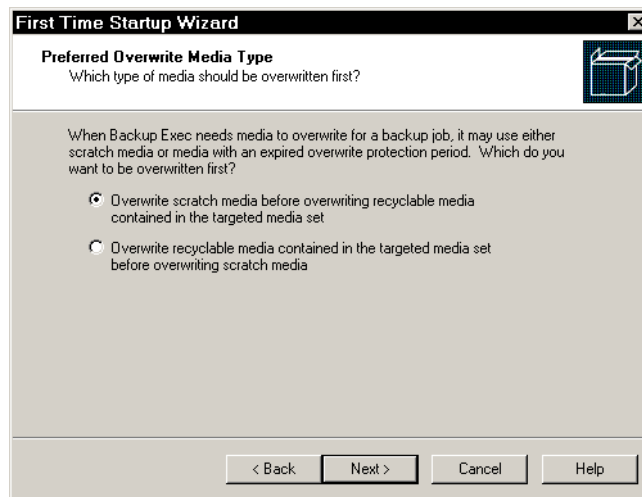 First Time Startup Wizard
Preferred Overwrite Media Type
Which type of media should be overwritten first?
When Backup Exec needs media to overwrite for a backup job, it may use either
scratch media or media with an expired overwrite protection period. Which do you
want to be overwritten first?
Overwrite scratch media before overwriting recyclable media
contained in the targeted media set
Overwrite recyclable media contained in the targeted media set
before overwriting scratch media
< Back
Next >
Cancel
Help